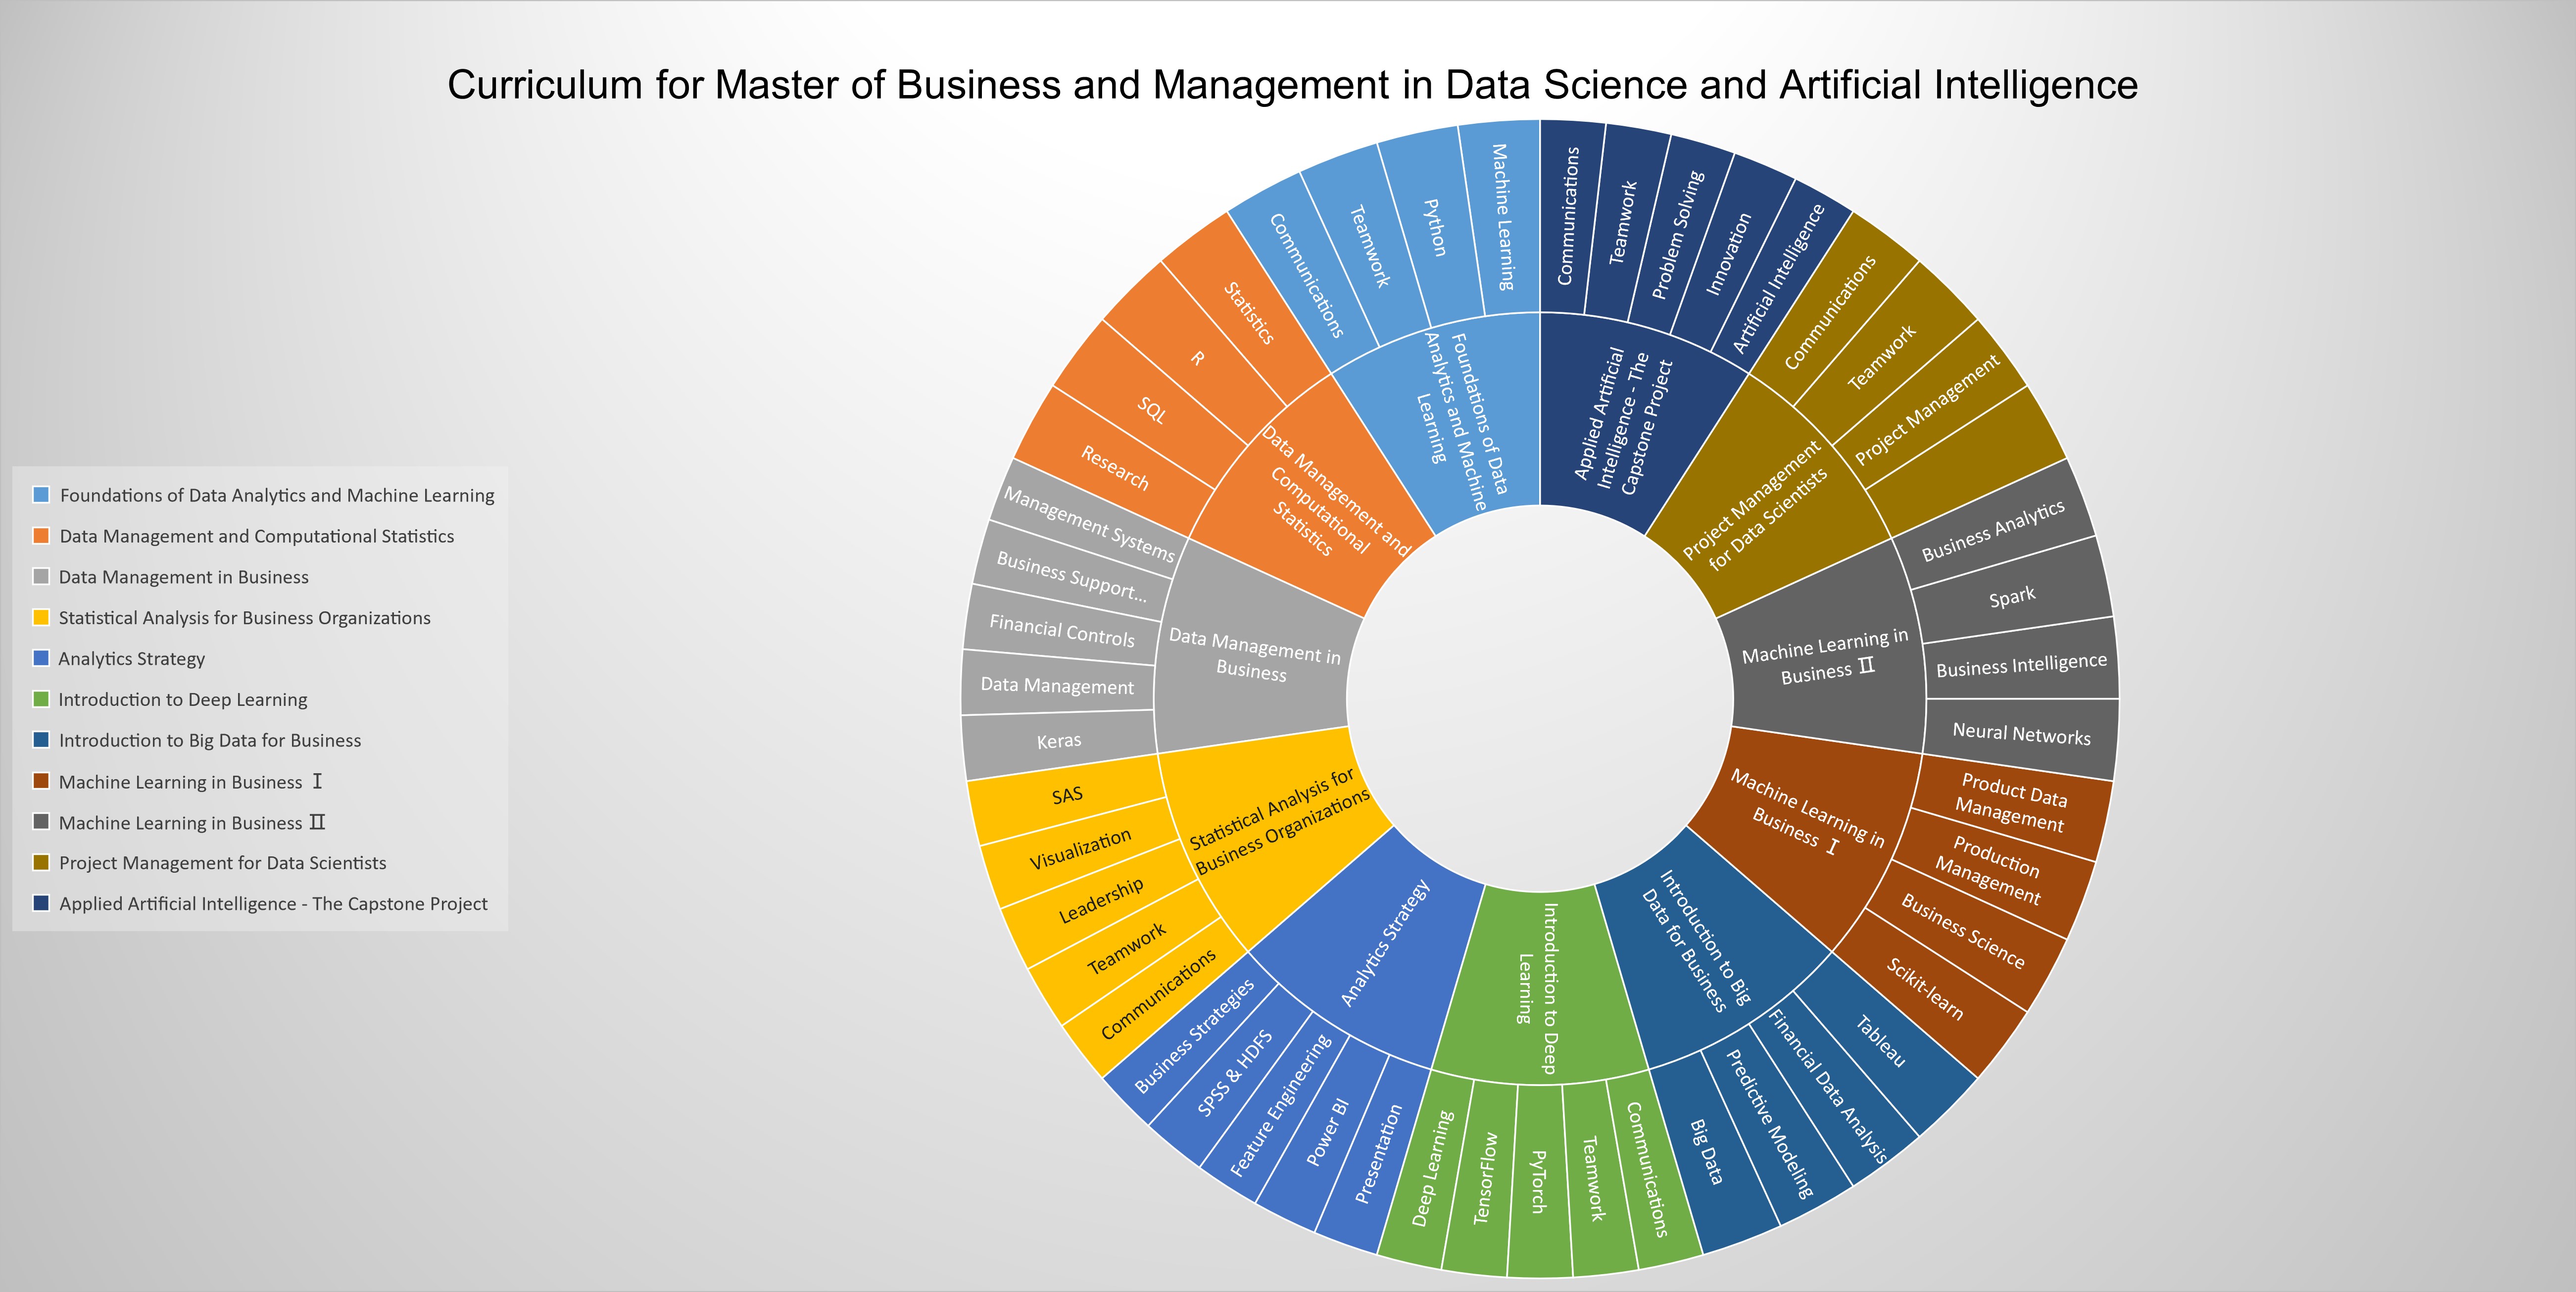 Curriculum for Master of Business and Management in Data Science and Artificial Intelligence
Foundations of Data Analytics and Machine Learning
Data Management and Computational Statistics
Data Management in Business
Statistical Analysis for Business Organizations
Analytics Strategy
Introduction to Deep Learning
Introduction to Big Data for Business
Machine Learning in Business Ⅰ
Machine Learning in Business Ⅱ
Project Management for Data Scientists
Applied Artificial Intelligence - The Capstone Project
Applied Artificial
Intelligence - The
Capstone Project
Communications
Teamwork
Problem Solving
Innovation
Artificial Intelligence
Project Management
for Data Scientists
Communications
Teamwork
Project Management
Machine Learning in
Business Ⅱ
Business Analytics
Spark
Business Intelligence
Neural Networks
Machine Learning in
Business Ⅰ
Product Data
Management
Production
Management
Business Science
Scikit-learn
Introduction to Big
Data for Business
Tableau
Financial Data Analysis
Predictive Modeling
Big Data
Introduction to Deep
Learning
Communications
Teamwork
PyTorch
TensorFlow
Deep Learning
Analytics Strategy
Presentation
Power BI
Feature Engineering
SPSS & HDFS
Business Strategies
Statistical Analysis for
Business Organizations
Communications
Teamwork
Leadership
Visualization
SAS
Data Management in
Business
Keras
Data Management
Financial Controls
Business Support...
Management Systems
Data Management and
Computational
Statistics
Research
SQL
R
Statistics
Foundations of Data
Analytics and Machine
Learning
Communications
Teamwork
Python
Machine Learning